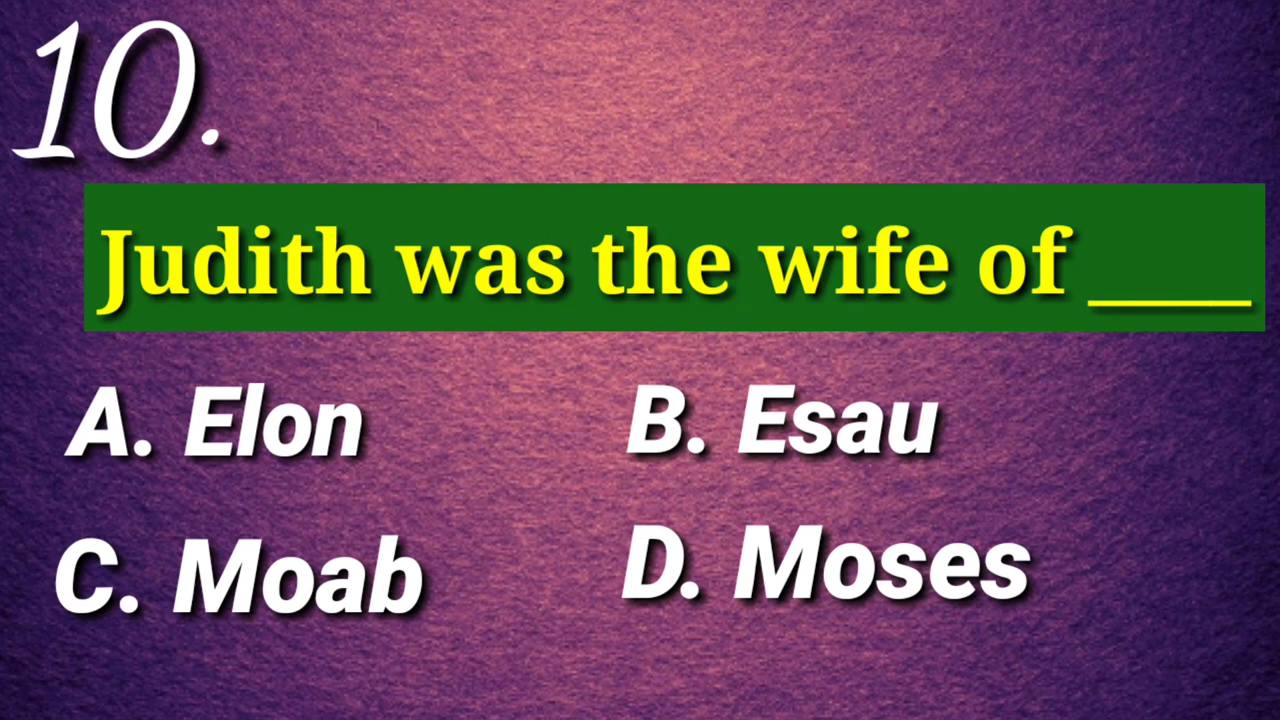 10.
Judith was the wife of ____
A. Elon
B. Esau
C. Moab
D. Moses